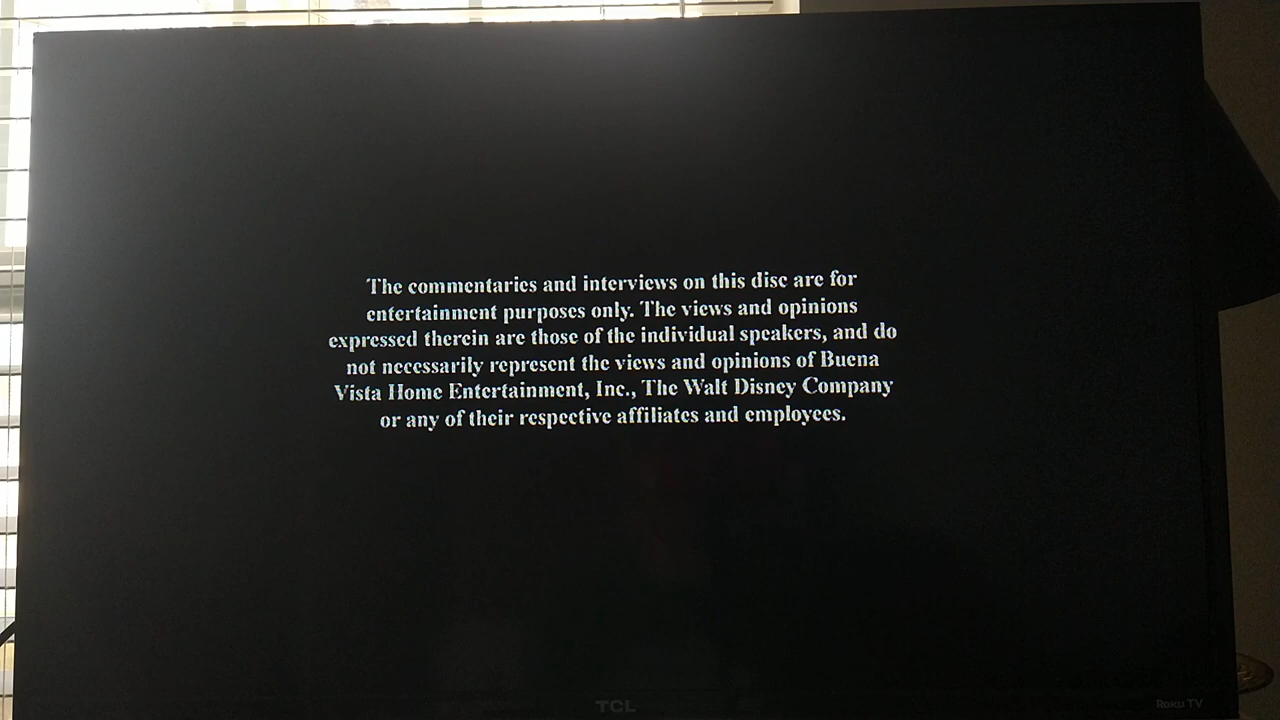 The commentaries and interviews on this disc are for
entertainment purposes only. The views and opinions
expressed therein are those of the individual speakers, and do
not necessarily represent the views and opinions of Buena
Vista Home Entertainment, Inc., The Walt Disney Company
or any of their respective affiliates and employees.
TCL
Roku TV